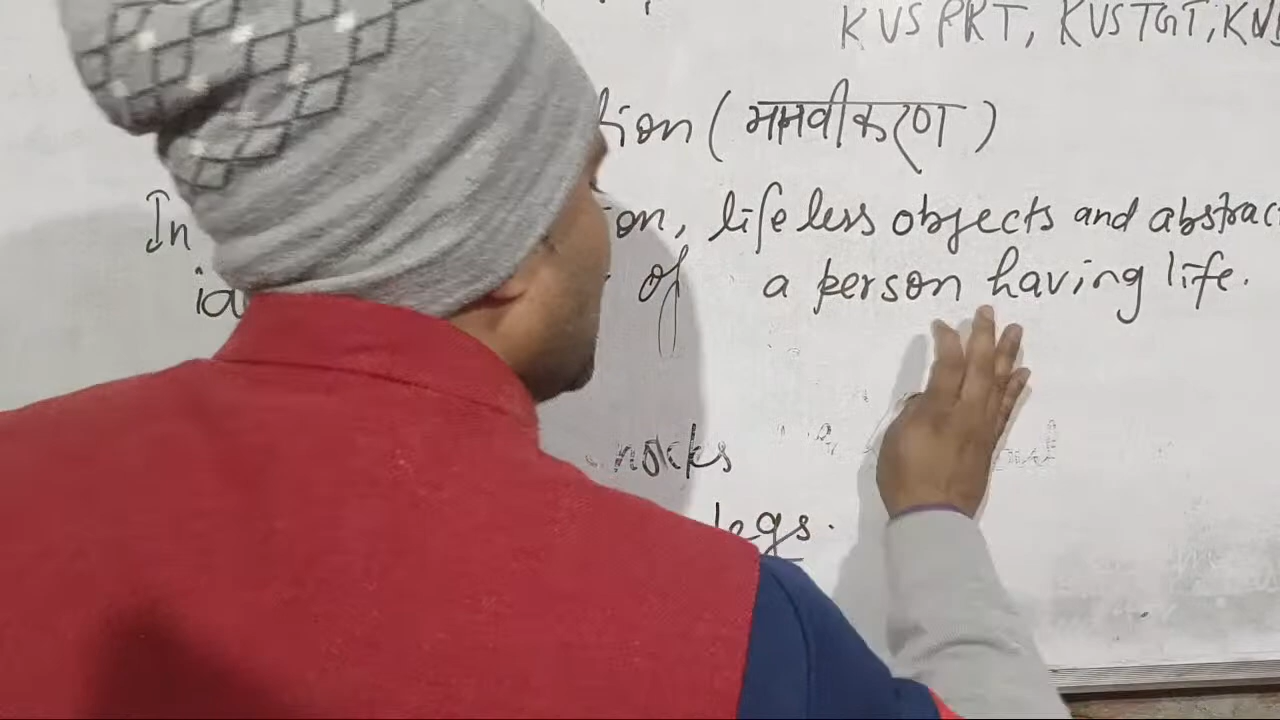 KVS PRT, KVS TGT, KV
tion (मानवीकरण)
In on, lifeless objects and abstrac
of a person having life.
nocks
legs.